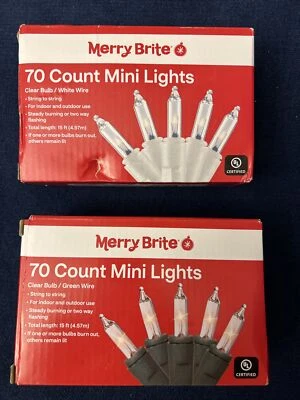 Merry Brite
70 Count Mini Lights
Clear Bulb / White Wire
• String to string
• For indoor and outdoor use
• Steady burning or two way
flashing
• Total length: 15 ft (4.57m)
• If one or more bulbs burn out,
others remain lit
UL
CERTIFIED
Merry Brite
70 Count Mini Lights
Clear Bulb / Green Wire
• String to string
• For indoor and outdoor use
• Steady burning or two way
flashing
• Total length: 15 ft (4.57m)
• If one or more bulbs burn out,
others remain lit
UL
CERTIFIED